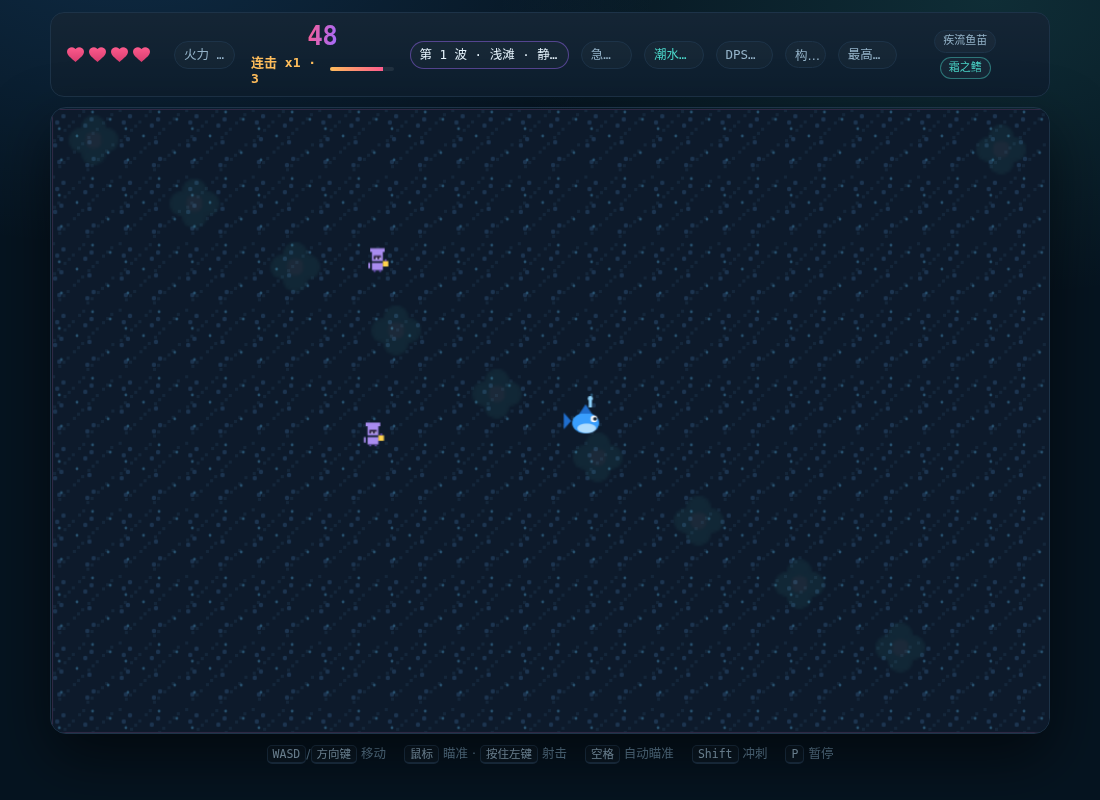 48
连击 x1 ·
3
火力 …
第 1 波 · 浅滩 · 静…
急…
潮水…
DPS…
构…
最高…
疾流鱼苗
霜之鳍
WASD/方向键 移动 鼠标 瞄准 · 按住左键 射击 空格 自动瞄准 Shift 冲刺 P 暂停